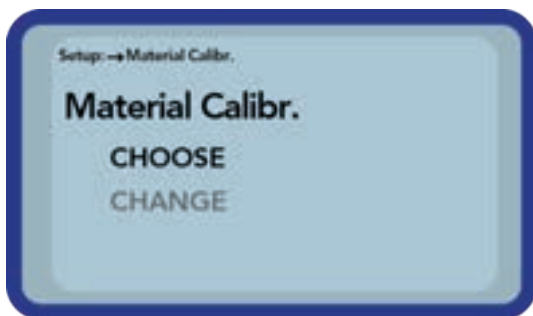 Setup:→Material Calibr.
Material Calibr.
CHOOSE
CHANGE